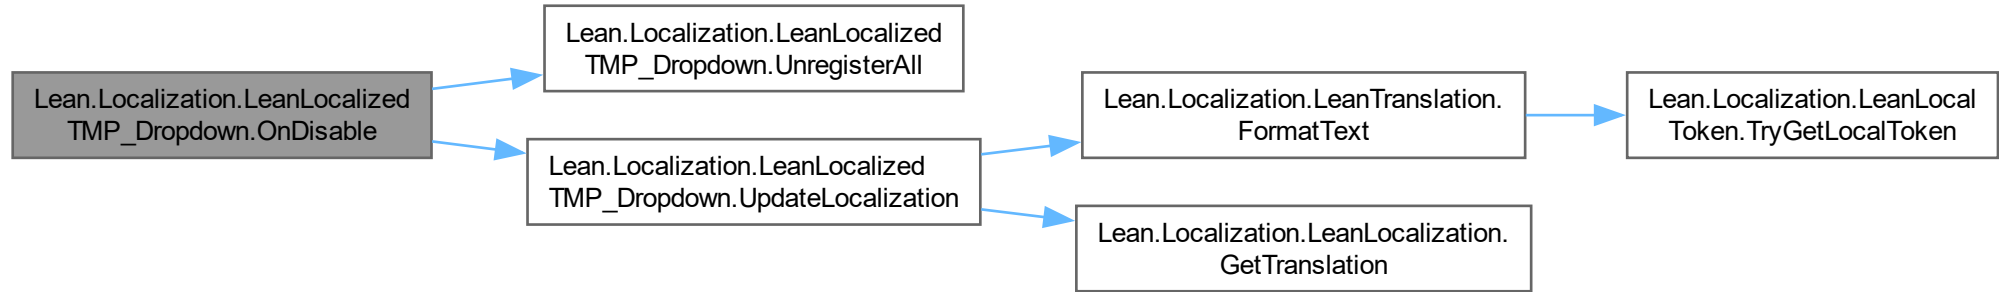 Lean.Localization.LeanLocalized
TMP_Dropdown.OnDisable
Lean.Localization.LeanLocalized
TMP_Dropdown.UnregisterAll
Lean.Localization.LeanLocalized
TMP_Dropdown.UpdateLocalization
Lean.Localization.LeanTranslation.
FormatText
Lean.Localization.LeanLocal
Token.TryGetLocalToken
Lean.Localization.LeanLocalization.
GetTranslation